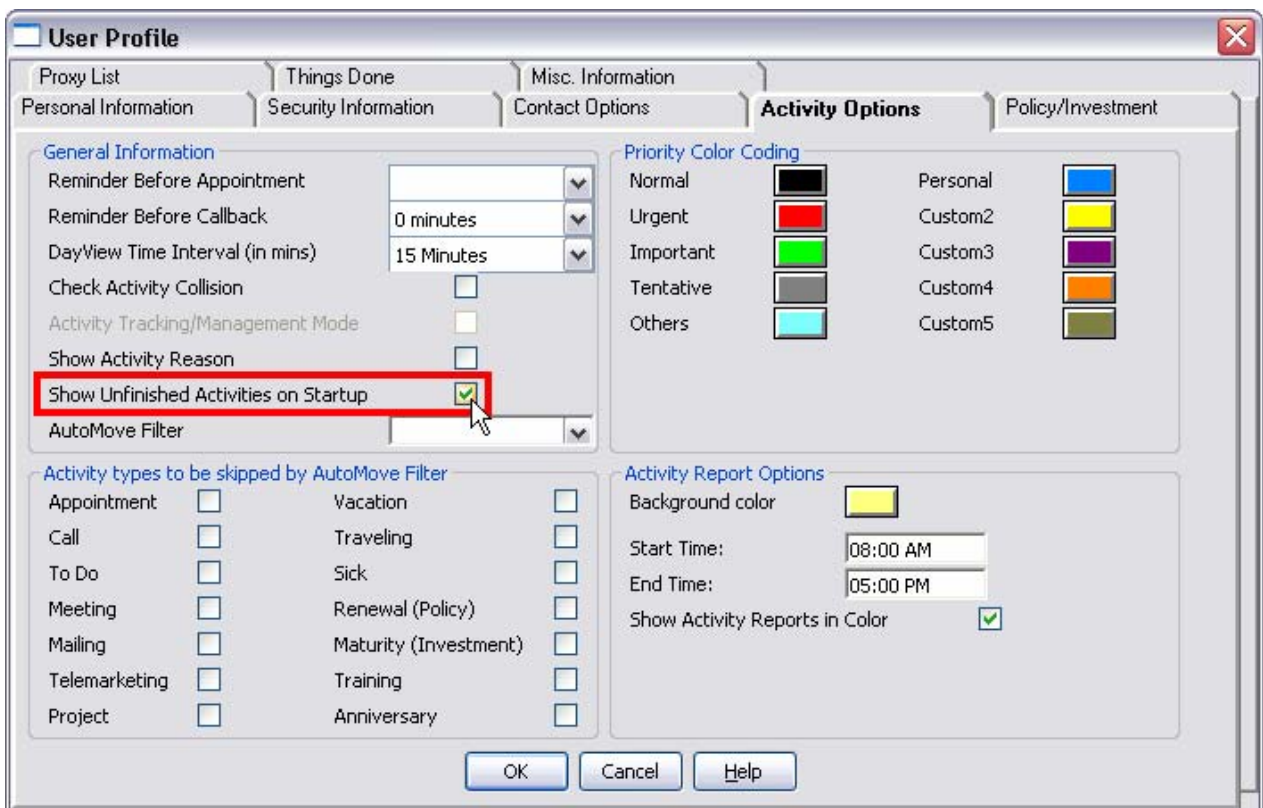 User Profile
Proxy List Things Done Misc. Information
Personal Information Security Information Contact Options Activity Options Policy/Investment
General Information
Reminder Before Appointment
Reminder Before Callback 0 minutes
DayView Time Interval (in mins) 15 Minutes
Check Activity Collision
Activity Tracking/Management Mode
Show Activity Reason
Show Unfinished Activities on Startup
AutoMove Filter
Priority Color Coding
Normal Personal
Urgent Custom2
Important Custom3
Tentative Custom4
Others Custom5
Activity types to be skipped by AutoMove Filter
Appointment Vacation
Call Traveling
To Do Sick
Meeting Renewal (Policy)
Mailing Maturity (Investment)
Telemarketing Training
Project Anniversary
Activity Report Options
Background color
Start Time: 08:00 AM
End Time: 05:00 PM
Show Activity Reports in Color
OK Cancel Help